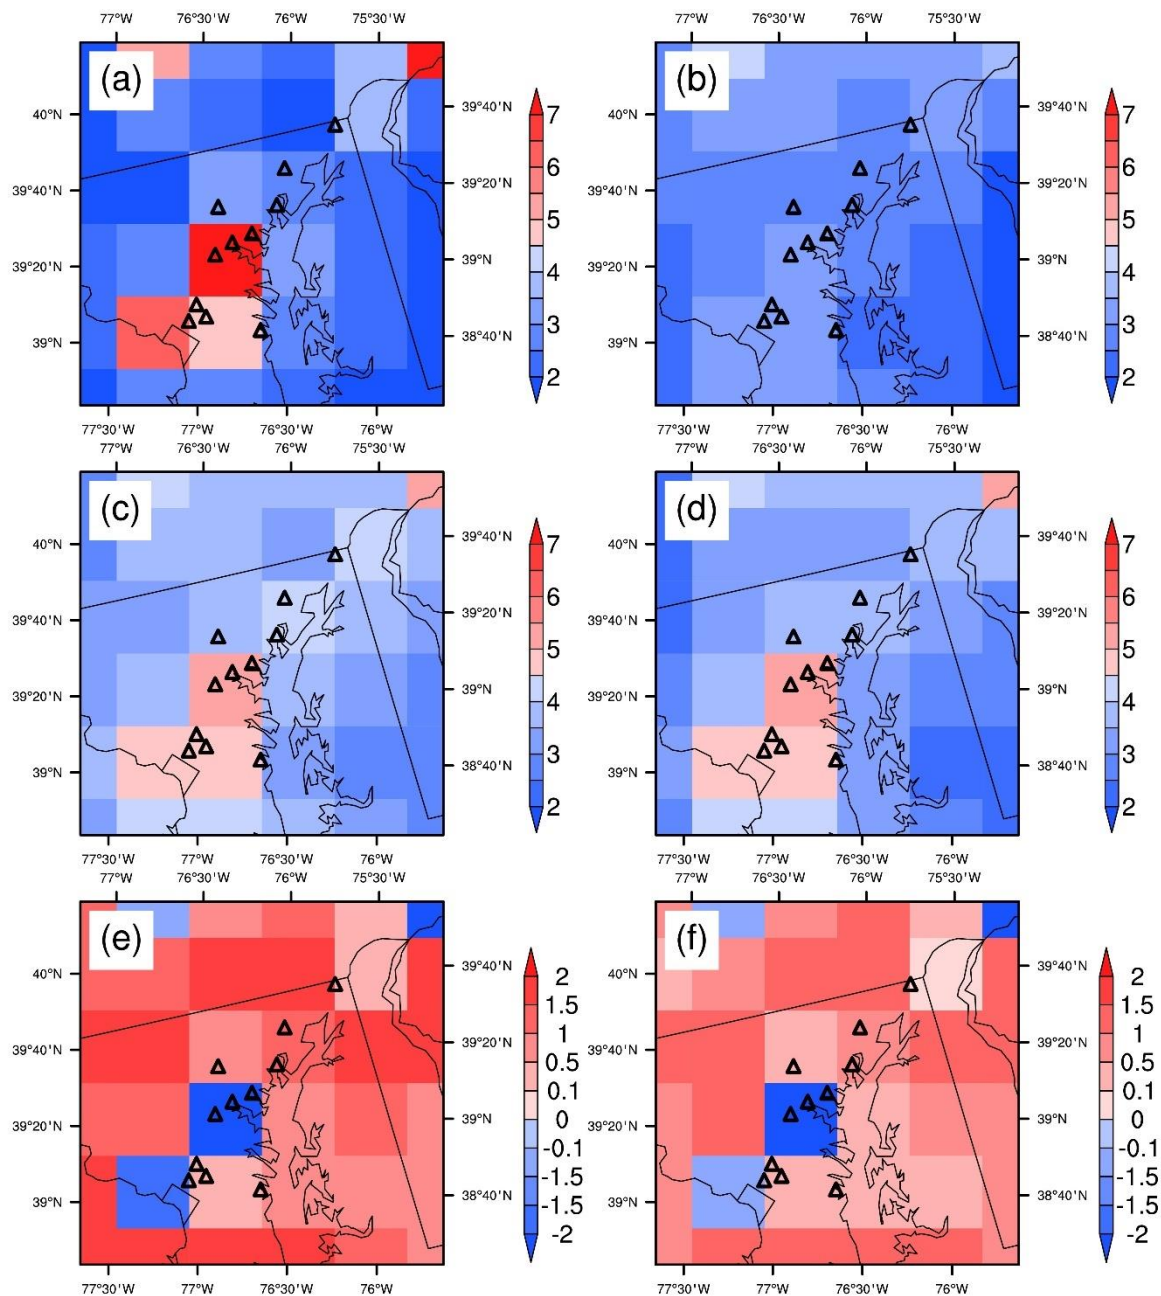 77°W 76°30'W 76°W 75°30'W 77°W 76°30'W 76°W 75°30'W
(a) (b)
40°N 39°40'N 7 40°N 39°40'N 7
6 6
39°40'N 39°20'N 39°40'N 39°20'N
5 5
39°20'N 39°N 4 39°20'N 39°N 4
3 3
39°N 38°40'N 39°N 38°40'N
2 2
77°30'W 77°W 76°30'W 76°W 77°30'W 77°W 76°30'W 76°W
77°W 76°30'W 76°W 75°30'W 77°W 76°30'W 76°W 75°30'W
(c) (d)
40°N 39°40'N 7 40°N 39°40'N 7
6 6
39°40'N 39°20'N 39°40'N 39°20'N
5 5
39°20'N 39°N 4 39°20'N 39°N 4
3 3
39°N 38°40'N 39°N 38°40'N
2 2
77°30'W 77°W 76°30'W 76°W 77°30'W 77°W 76°30'W 76°W
77°W 76°30'W 76°W 75°30'W 77°W 76°30'W 76°W 75°30'W
(e) (f)
40°N 39°40'N 2 40°N 39°40'N 2
1.5 1.5
39°40'N 39°20'N 1 39°40'N 39°20'N 1
0.5 0.5
0.1 0.1
39°20'N 39°N 0 39°20'N 39°N 0
-0.1 -0.1
-1.5 -1.5
39°N 38°40'N -1.5 39°N 38°40'N -1.5
-2 -2
77°30'W 77°W 76°30'W 76°W 77°30'W 77°W 76°30'W 76°W